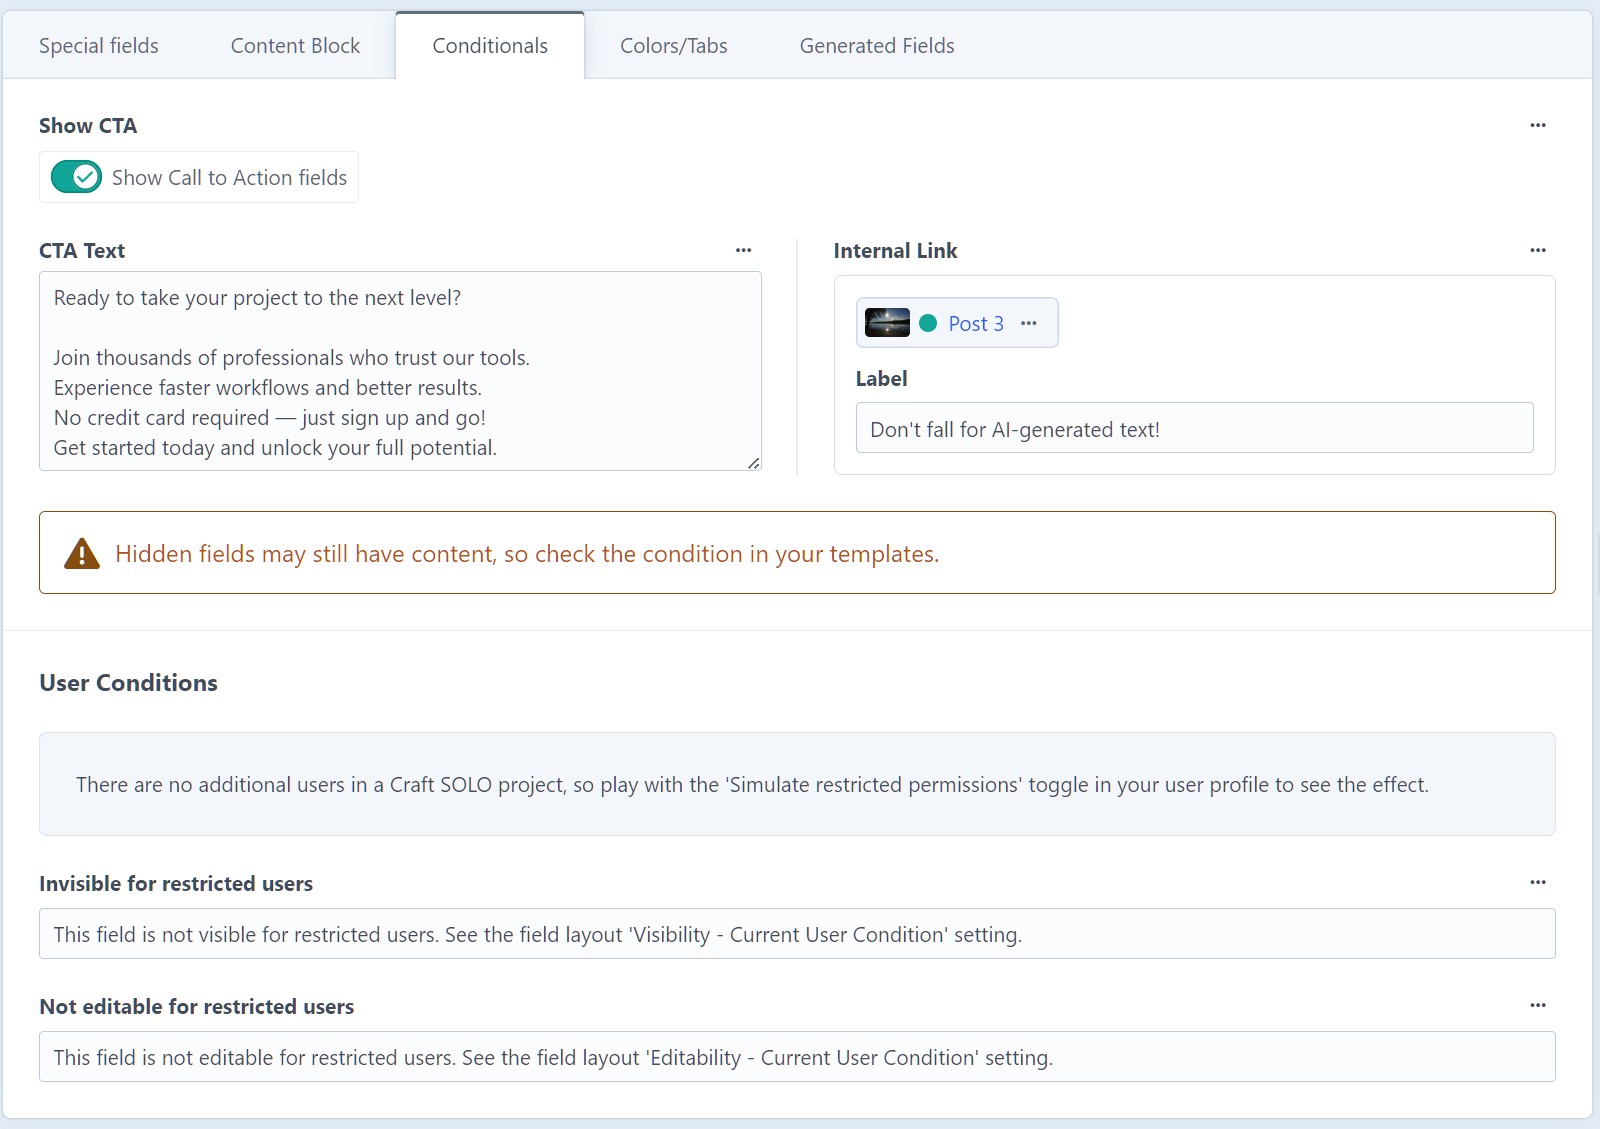 Special fields
Content Block
Conditionals
Colors/Tabs
Generated Fields
Show CTA
Show Call to Action fields
CTA Text
Ready to take your project to the next level?
Join thousands of professionals who trust our tools.
Experience faster workflows and better results.
No credit card required — just sign up and go!
Get started today and unlock your full potential.
Internal Link
Post 3
Label
Don't fall for AI-generated text!
Hidden fields may still have content, so check the condition in your templates.
User Conditions
There are no additional users in a Craft SOLO project, so play with the 'Simulate restricted permissions' toggle in your user profile to see the effect.
Invisible for restricted users
This field is not visible for restricted users. See the field layout 'Visibility - Current User Condition' setting.
Not editable for restricted users
This field is not editable for restricted users. See the field layout 'Editability - Current User Condition' setting.